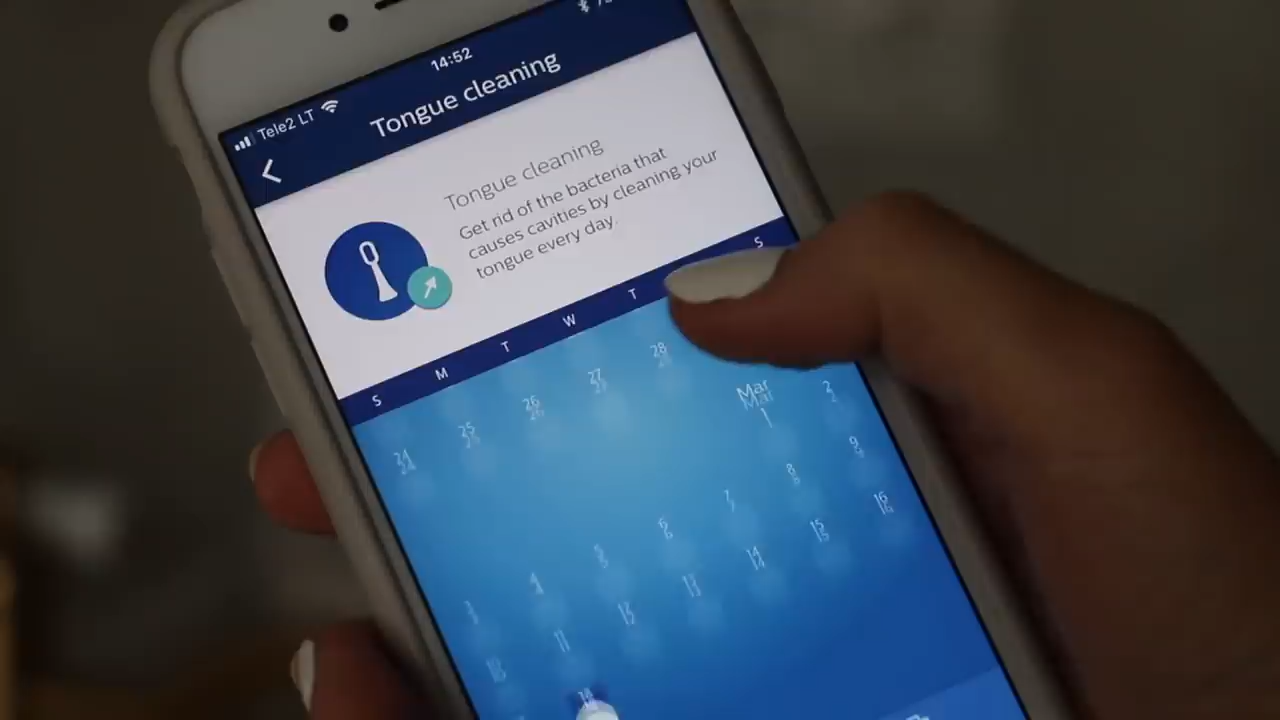 14:52
Tele2 LT
Tongue cleaning
Tongue cleaning
Get rid of the bacteria that
causes cavities by cleaning your
tongue every day.
S M T W T S
24 25 26 27 28
Mar
1 2
3 4 5 6 7 8 9
10 11 12 13 14 15 16